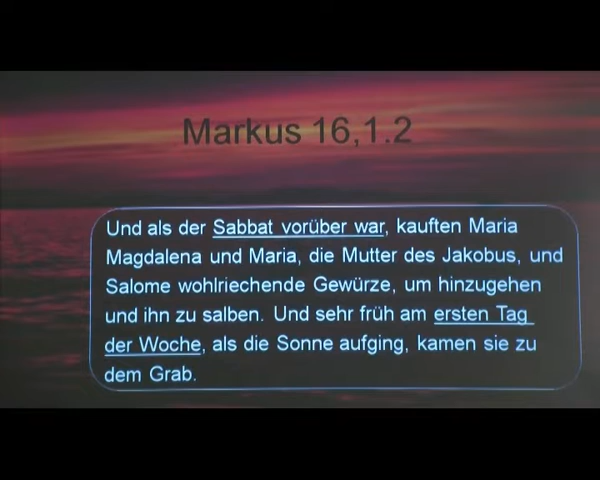 Markus 16,1.2
Und als der Sabbat vorüber war, kauften Maria
Magdalena und Maria, die Mutter des Jakobus, und
Salome wohlriechende Gewürze, um hinzugehen
und ihn zu salben. Und sehr früh am ersten Tag
der Woche, als die Sonne aufging, kamen sie zu
dem Grab.